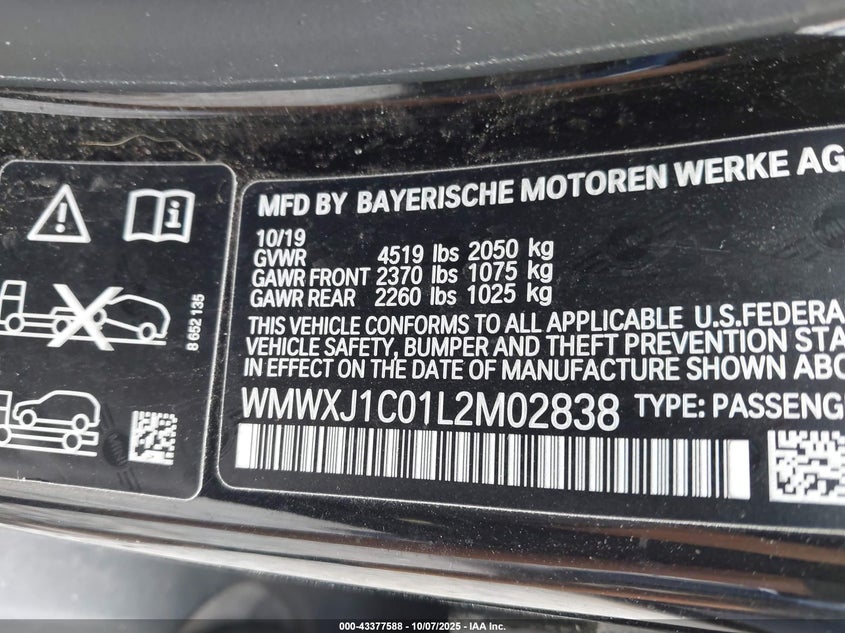 MFD BY BAYERISCHE MOTOREN WERKE AG
10/19
GVWR 4519 lbs 2050 kg
GAWR FRONT 2370 lbs 1075 kg
GAWR REAR 2260 lbs 1025 kg
THIS VEHICLE CONFORMS TO ALL APPLICABLE U.S.FEDERA
VEHICLE SAFETY, BUMPER AND THEFT PREVENTION STA
IN EFFECT ON THE DATE OF MANUFACTURE SHOWN ABO
WMWXJ1C01L2M02838 TYPE: PASSENG
8 652 135
000-43377588 - 10/07/2025 - IAA Inc.